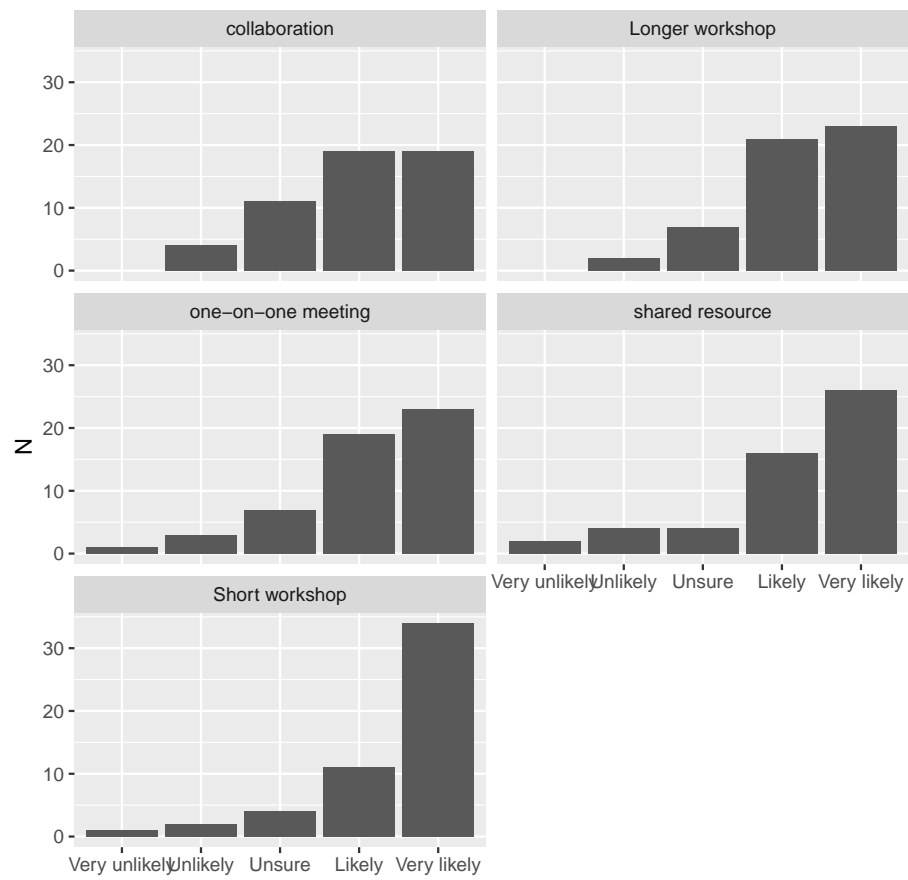 collaboration
Longer workshop
30
20
10
0
one−on−one meeting
shared resource
30
20
10
0
N
Very unlikely Unlikely Unsure Likely Very likely
Short workshop
30
20
10
0
Very unlikely Unlikely Unsure Likely Very likely